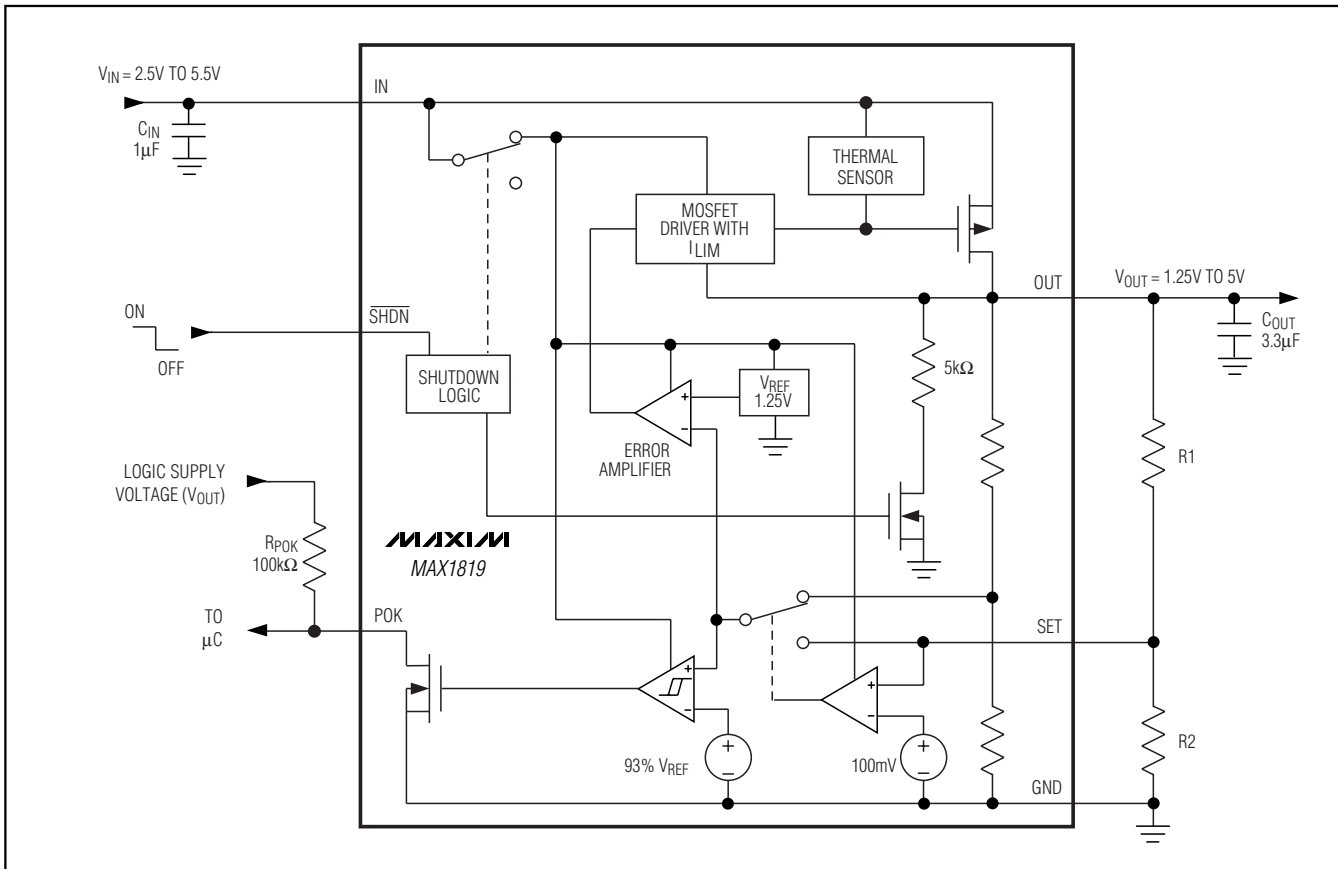 V_IN = 2.5V TO 5.5V
IN
C_IN
1µF
THERMAL
SENSOR
MOSFET
DRIVER WITH
I_LIM
OUT
V_OUT = 1.25V TO 5V
C_OUT
3.3µF
ON
OFF
SHDN
SHUTDOWN
LOGIC
5kΩ
V_REF
1.25V
+
−
ERROR
AMPLIFIER
R1
LOGIC SUPPLY
VOLTAGE (V_OUT)
R_POK
100kΩ
MAXIM
MAX1819
TO
µC
POK
SET
+
−
+
−
93% V_REF
+
−
100mV
+
−
R2
GND